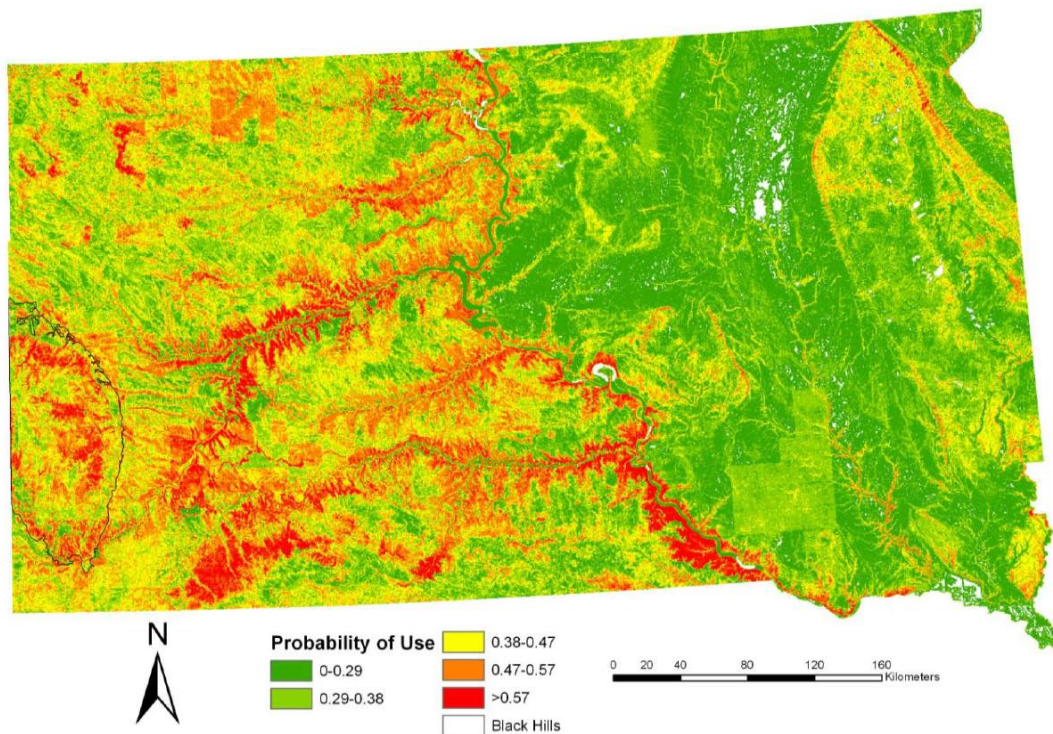 N
Probability of Use
0-0.29
0.29-0.38
0.38-0.47
0.47-0.57
>0.57
Black Hills
0 20 40 80 120 160
Kilometers